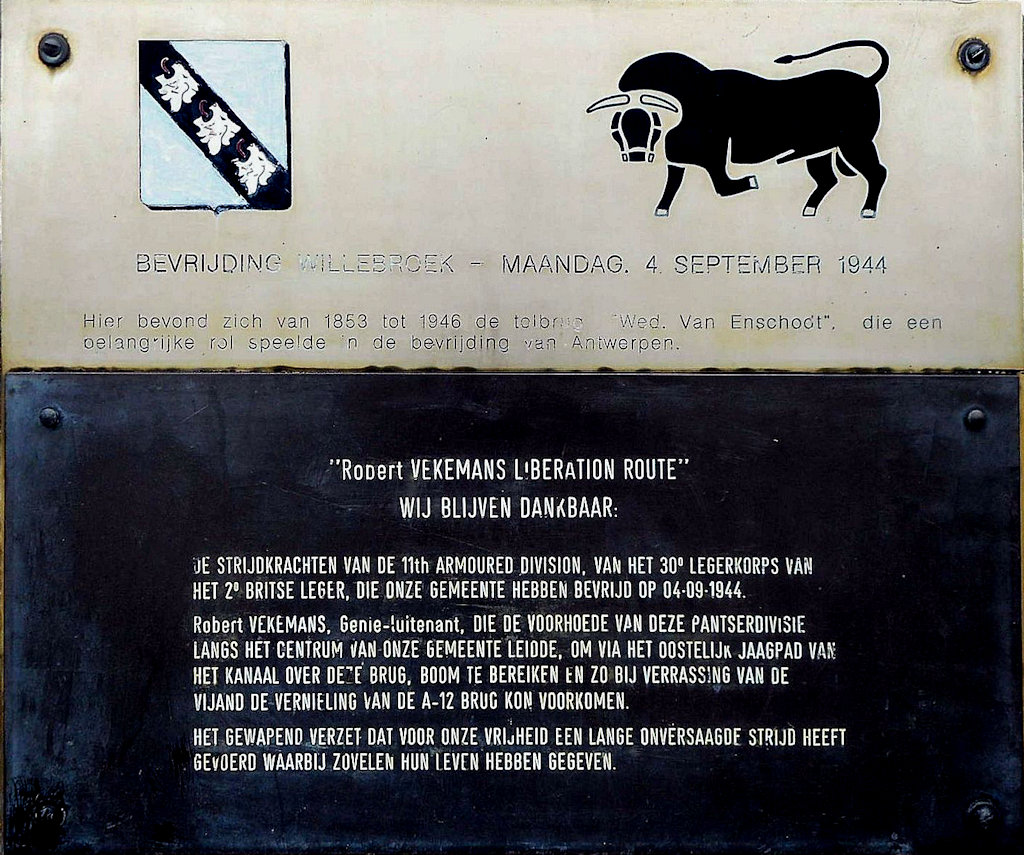 BEVRIJDING WILLEBROEK - MAANDAG. 4 SEPTEMBER 1944
Hier bevond zich van 1853 tot 1946 de tolbrug "Wed. Van Enschodt", die een
belangrijke rol speelde in de bevrijding van Antwerpen.
"Robert VEKEMANS LIBERATION ROUTE"
WIJ BLIJVEN DANKBAAR:
DE STRIJDKRACHTEN VAN DE 11th ARMOURED DIVISION, VAN HET 30º LEGERKORPS VAN
HET 2º BRITSE LEGER, DIE ONZE GEMEENTE HEBBEN BEVRIJD OP 04-09-1944.
Robert VEKEMANS, Genie-luitenant, DIE DE VOORHOEDE VAN DEZE PANTSERDIVISIE
LANGS HET CENTRUM VAN ONZE GEMEENTE LEIDDE, OM VIA HET OOSTELIJK JAAGPAD VAN
HET KANAAL OVER DEZE BRUG, BOOM TE BEREIKEN EN ZO BIJ VERRASSING VAN DE
VIJAND DE VERNIELING VAN DE A-12 BRUG KON VOORKOMEN.
HET GEWAPEND VERZET DAT VOOR ONZE VRIJHEID EEN LANGE ONVERSAAGDE STRIJD HEEFT
GEVOERD WAARBIJ ZOVELEN HUN LEVEN HEBBEN GEGEVEN.